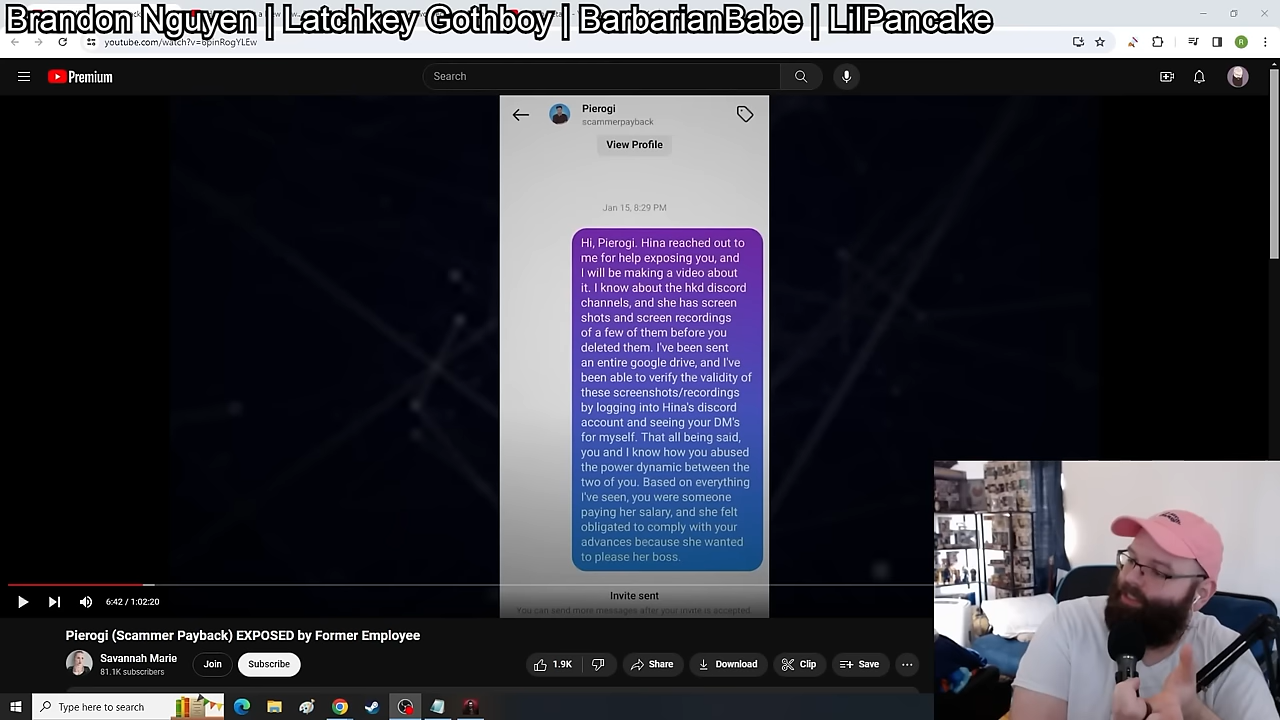 Brandon Nguyen | Latchkey Gothboy | BarbarianBabe | LilPancake
Premium
Search
Pierogi
scammerpayback
View Profile
Jan 15, 8:29 PM
Hi, Pierogi. Hina reached out to
me for help exposing you, and
I will be making a video about
it. I know about the hkd discord
channels, and she has screen
shots and screen recordings
of a few of them before you
deleted them. I've been sent
an entire google drive, and I've
been able to verify the validity of
these screenshots/recordings
by logging into Hina's discord
account and seeing your DM's
for myself. That all being said,
you and I know how you abused
the power dynamic between the
two of you. Based on everything
I've seen, you were someone
paying her salary, and she felt
obligated to comply with your
advances because she wanted
to please her boss.
Invite sent
You can send more messages after your invite is accepted.
6:42 / 1:02:20
Pierogi (Scammer Payback) EXPOSED by Former Employee
Savannah Marie
81.1K subscribers
Join
Subscribe
1.9K
Share
Download
Clip
Save
Type here to search